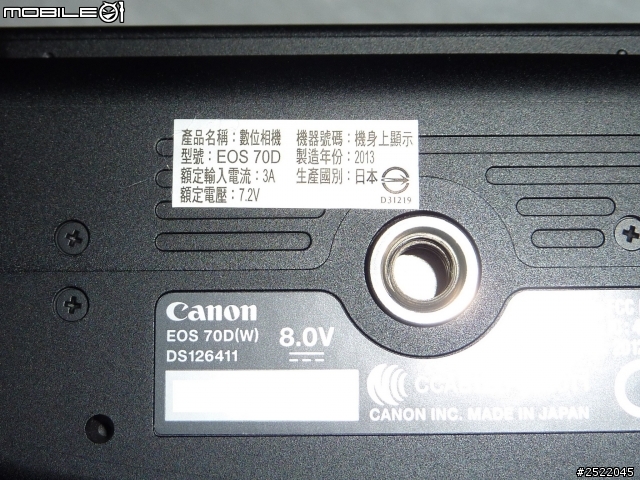 MOBILE01
產品名稱：數位相機 機器號碼：機身上顯示
型號：EOS 70D 製造年份：2013
額定輸入電流：3A 生產國別：日本
額定電壓：7.2V
D31219
Canon
EOS 70D(W) 8.0V
DS126411
CANON INC. MADE IN JAPAN
#2522045